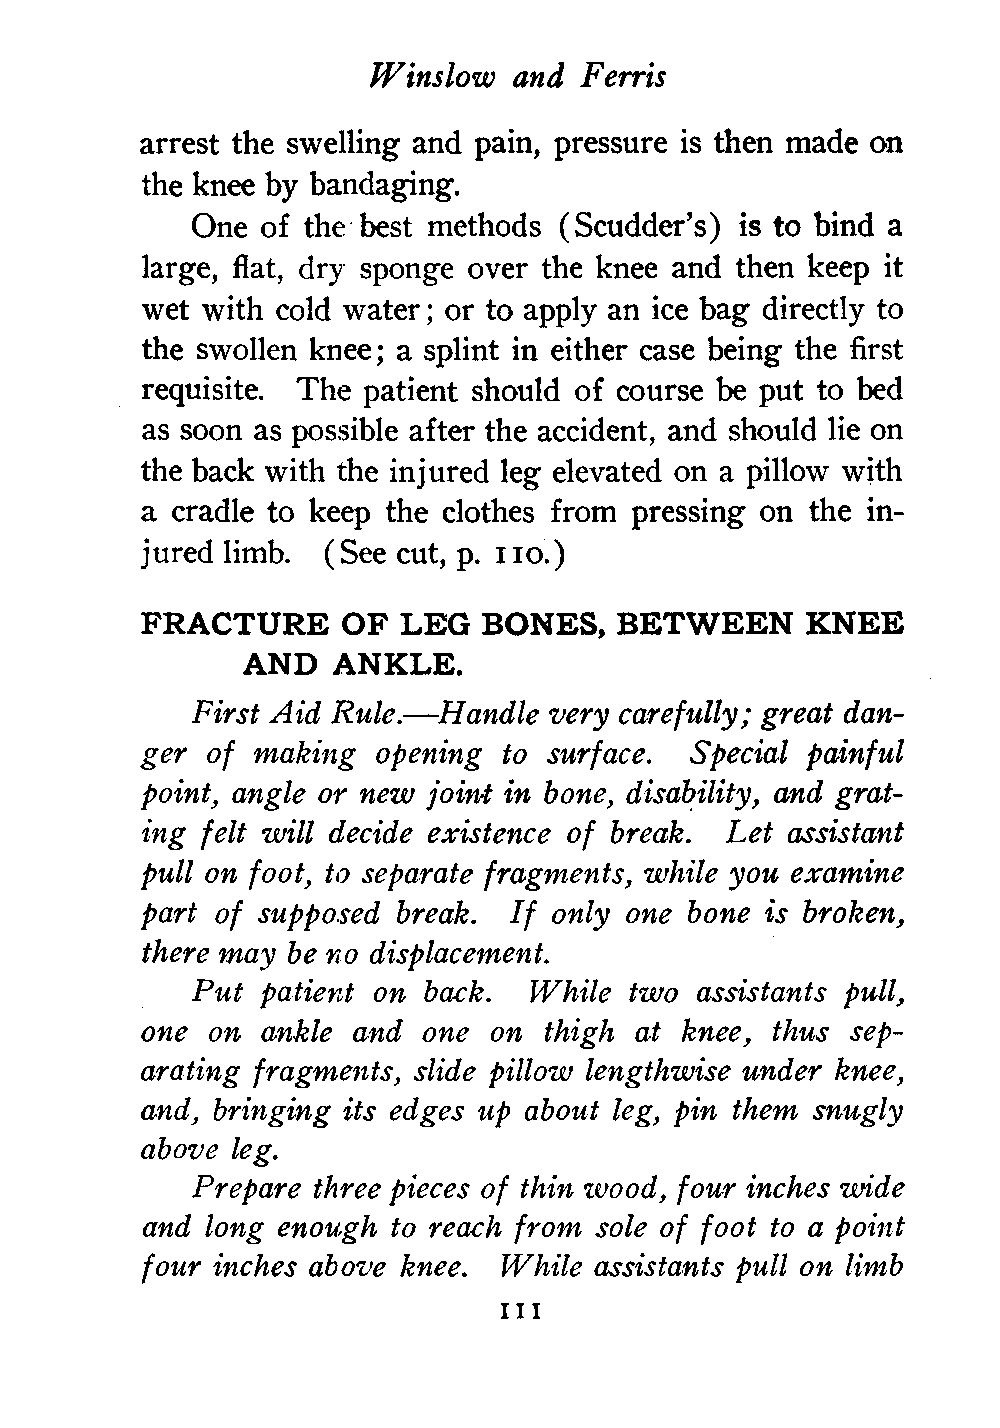 Winslow and Ferris
arrest the swelling and pain, pressure is then made on
the knee by bandaging.
One of the best methods (Scudder's) is to bind a
large, flat, dry sponge over the knee and then keep it
wet with cold water; or to apply an ice bag directly to
the swollen knee; a splint in either case being the first
requisite. The patient should of course be put to bed
as soon as possible after the accident, and should lie on
the back with the injured leg elevated on a pillow with
a cradle to keep the clothes from pressing on the in-
jured limb. (See cut, p. 110.)
FRACTURE OF LEG BONES, BETWEEN KNEE
AND ANKLE.
First Aid Rule.—Handle very carefully; great dan-
ger of making opening to surface. Special painful
point, angle or new joint in bone, disability, and grat-
ing felt will decide existence of break. Let assistant
pull on foot, to separate fragments, while you examine
part of supposed break. If only one bone is broken,
there may be no displacement.
Put patient on back. While two assistants pull,
one on ankle and one on thigh at knee, thus sep-
arating fragments, slide pillow lengthwise under knee,
and, bringing its edges up about leg, pin them snugly
above leg.
Prepare three pieces of thin wood, four inches wide
and long enough to reach from sole of foot to a point
four inches above knee. While assistants pull on limb
111